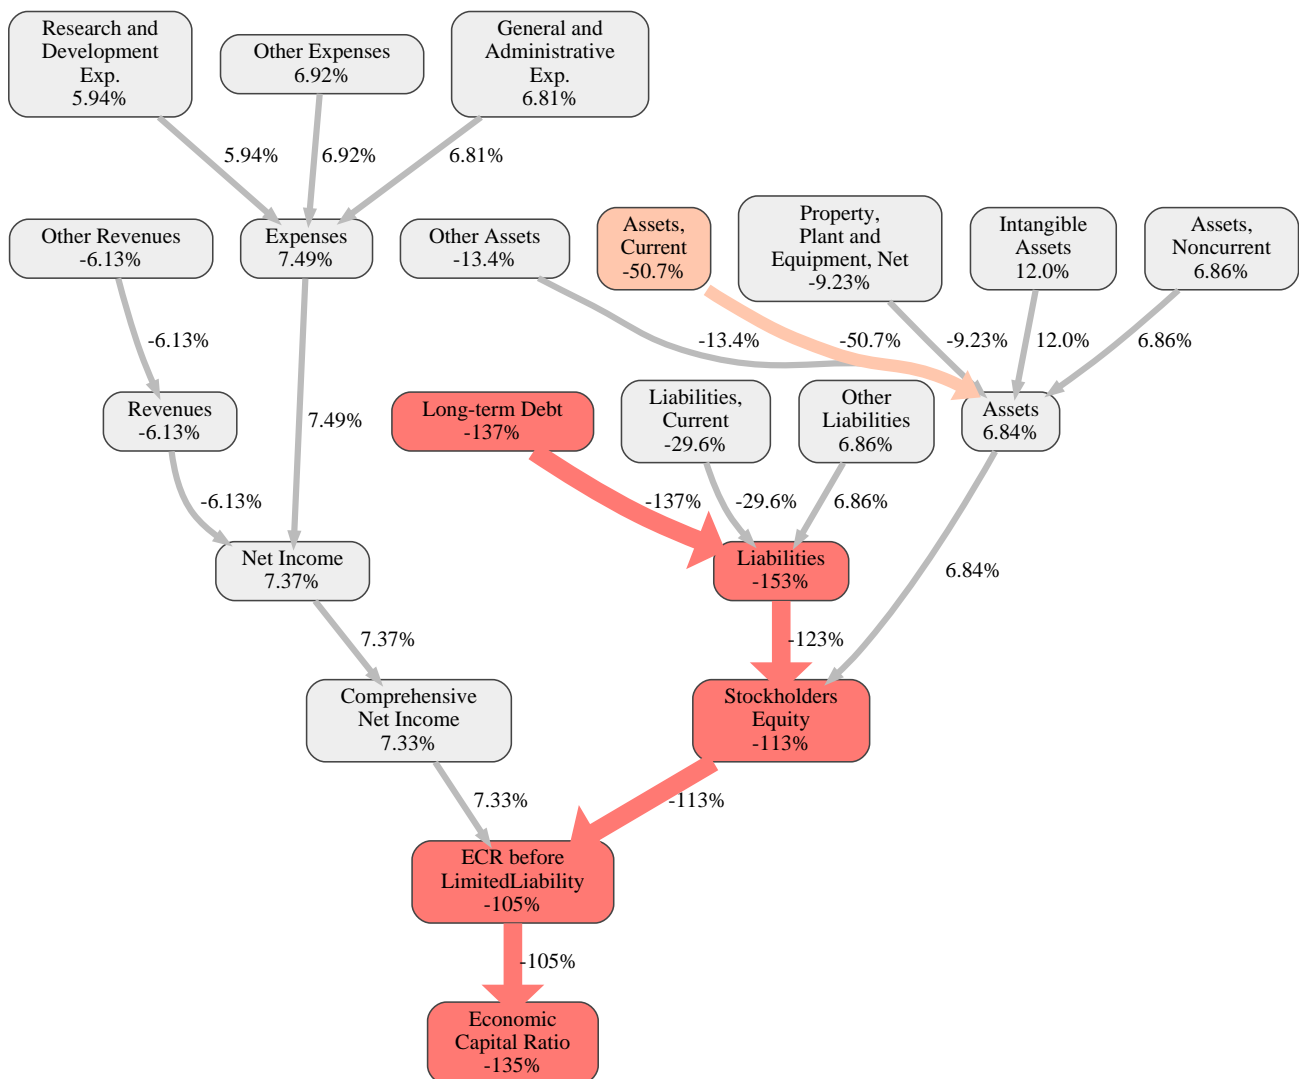 Research and
Development
Exp.
5.94%
Other Expenses
6.92%
General and
Administrative
Exp.
6.81%
5.94%
6.92%
6.81%
Other Revenues
-6.13%
Expenses
7.49%
Other Assets
-13.4%
Assets,
Current
-50.7%
Property,
Plant and
Equipment, Net
-9.23%
Intangible
Assets
12.0%
Assets,
Noncurrent
6.86%
-6.13%
-13.4%
-50.7%
-9.23%
12.0%
6.86%
Revenues
-6.13%
7.49%
Long-term Debt
-137%
Liabilities,
Current
-29.6%
Other
Liabilities
6.86%
Assets
6.84%
-6.13%
-137%
-29.6%
6.86%
Net Income
7.37%
Liabilities
-153%
6.84%
7.37%
-123%
Comprehensive
Net Income
7.33%
Stockholders
Equity
-113%
7.33%
-113%
ECR before
LimitedLiability
-105%
-105%
Economic
Capital Ratio
-135%